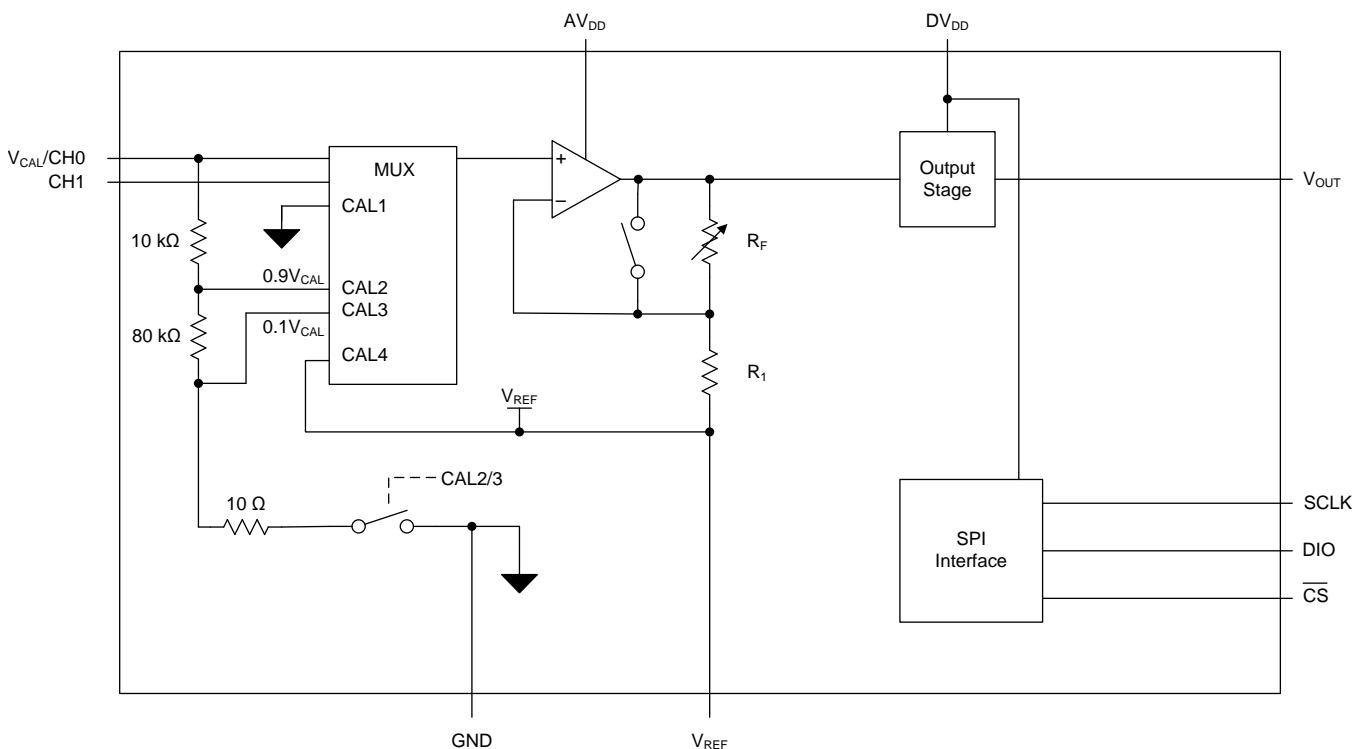 AVDD
DVDD
VCAL/CH0
CH1
MUX
CAL1
+
−
Output
Stage
VOUT
10 kΩ
RF
0.9VCAL
CAL2
CAL3
80 kΩ
0.1VCAL
CAL4
R1
VREF
CAL2/3
10 Ω
SPI
Interface
SCLK
DIO
CS
GND
VREF